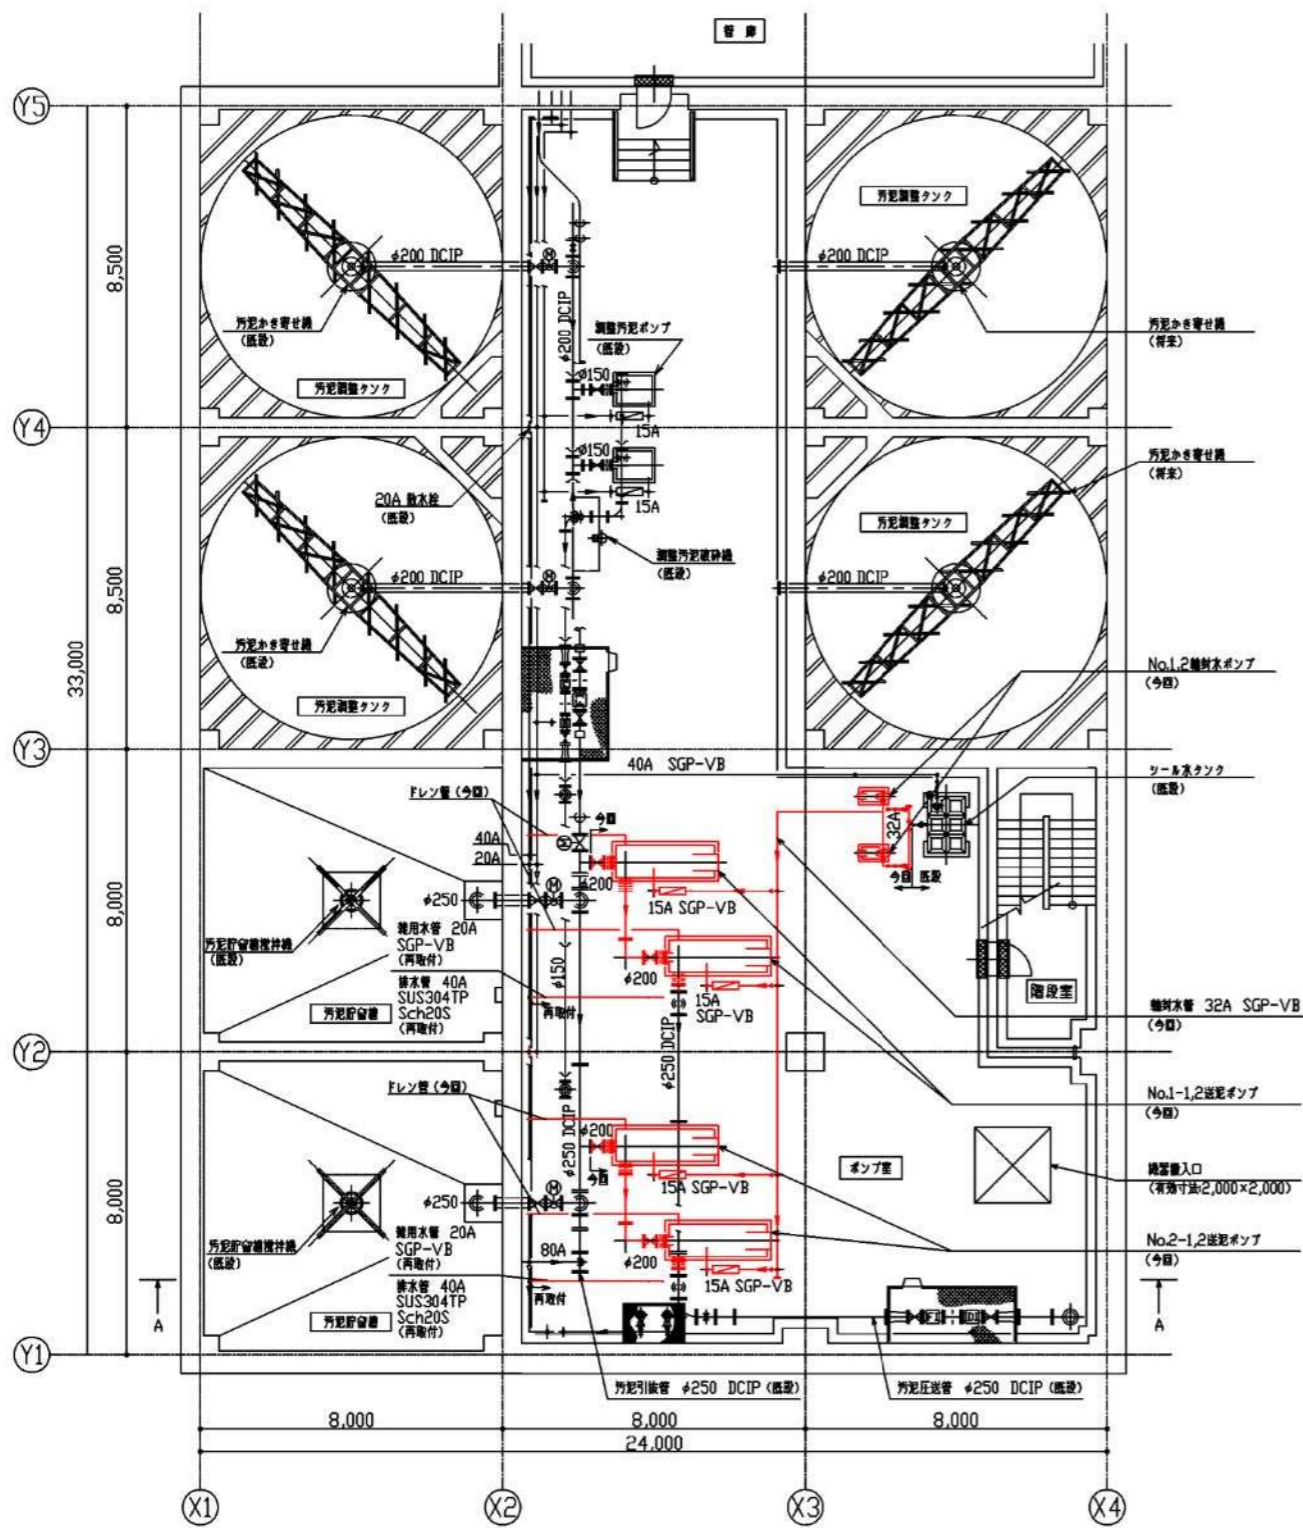 管廊
Y5
汚泥調整タンク
φ200 DCIP
φ200 DCIP
8,500
汚泥かき寄せ機
(既設)
調整汚泥ポンプ
(既設)
φ200 DCIP
汚泥かき寄せ機
(将来)
φ150
汚泥調整タンク
Y4
15A
φ150
汚泥かき寄せ機
(将来)
20A 散水栓
(既設)
15A
汚泥調整タンク
調整汚泥破砕機
(既設)
φ200 DCIP
φ200 DCIP
8,500
汚泥かき寄せ機
(既設)
33,000
No.1,2軸封水ポンプ
(今回)
汚泥調整タンク
Y3
40A SGP-VB
シール水タンク
(既設)
ドレン管(今回)
今回
32A
40A
20A
M
今回 既設
φ200
M
15A SGP-VB
φ250
8,000
雑用水管 20A
SGP-VB
(再取付)
汚泥貯留槽撹拌機
(既設)
φ150
φ200
排水管 40A
SUS304TP
Sch20S
(再取付)
汚泥貯留槽
再取付
15A
SGP-VB
階段室
軸封水管 32A SGP-VB
(今回)
Y2
φ250 DCIP
ドレン管(今回)
No.1-1,2送泥ポンプ
(今回)
φ200
φ250 DCIP
今回
ポンプ室
機器搬入口
(有効寸法:2,000×2,000)
15A SGP-VB
M
φ250
8,000
雑用水管 20A
SGP-VB
(再取付)
汚泥貯留槽撹拌機
(既設)
80A
φ200
No.2-1,2送泥ポンプ
(今回)
排水管 40A
SUS304TP
Sch20S
(再取付)
汚泥貯留槽
再取付
15A SGP-VB
A
A
Y1
汚泥引抜管 φ250 DCIP (既設)
汚泥圧送管 φ250 DCIP (既設)
8,000
8,000
8,000
24,000
X1
X2
X3
X4